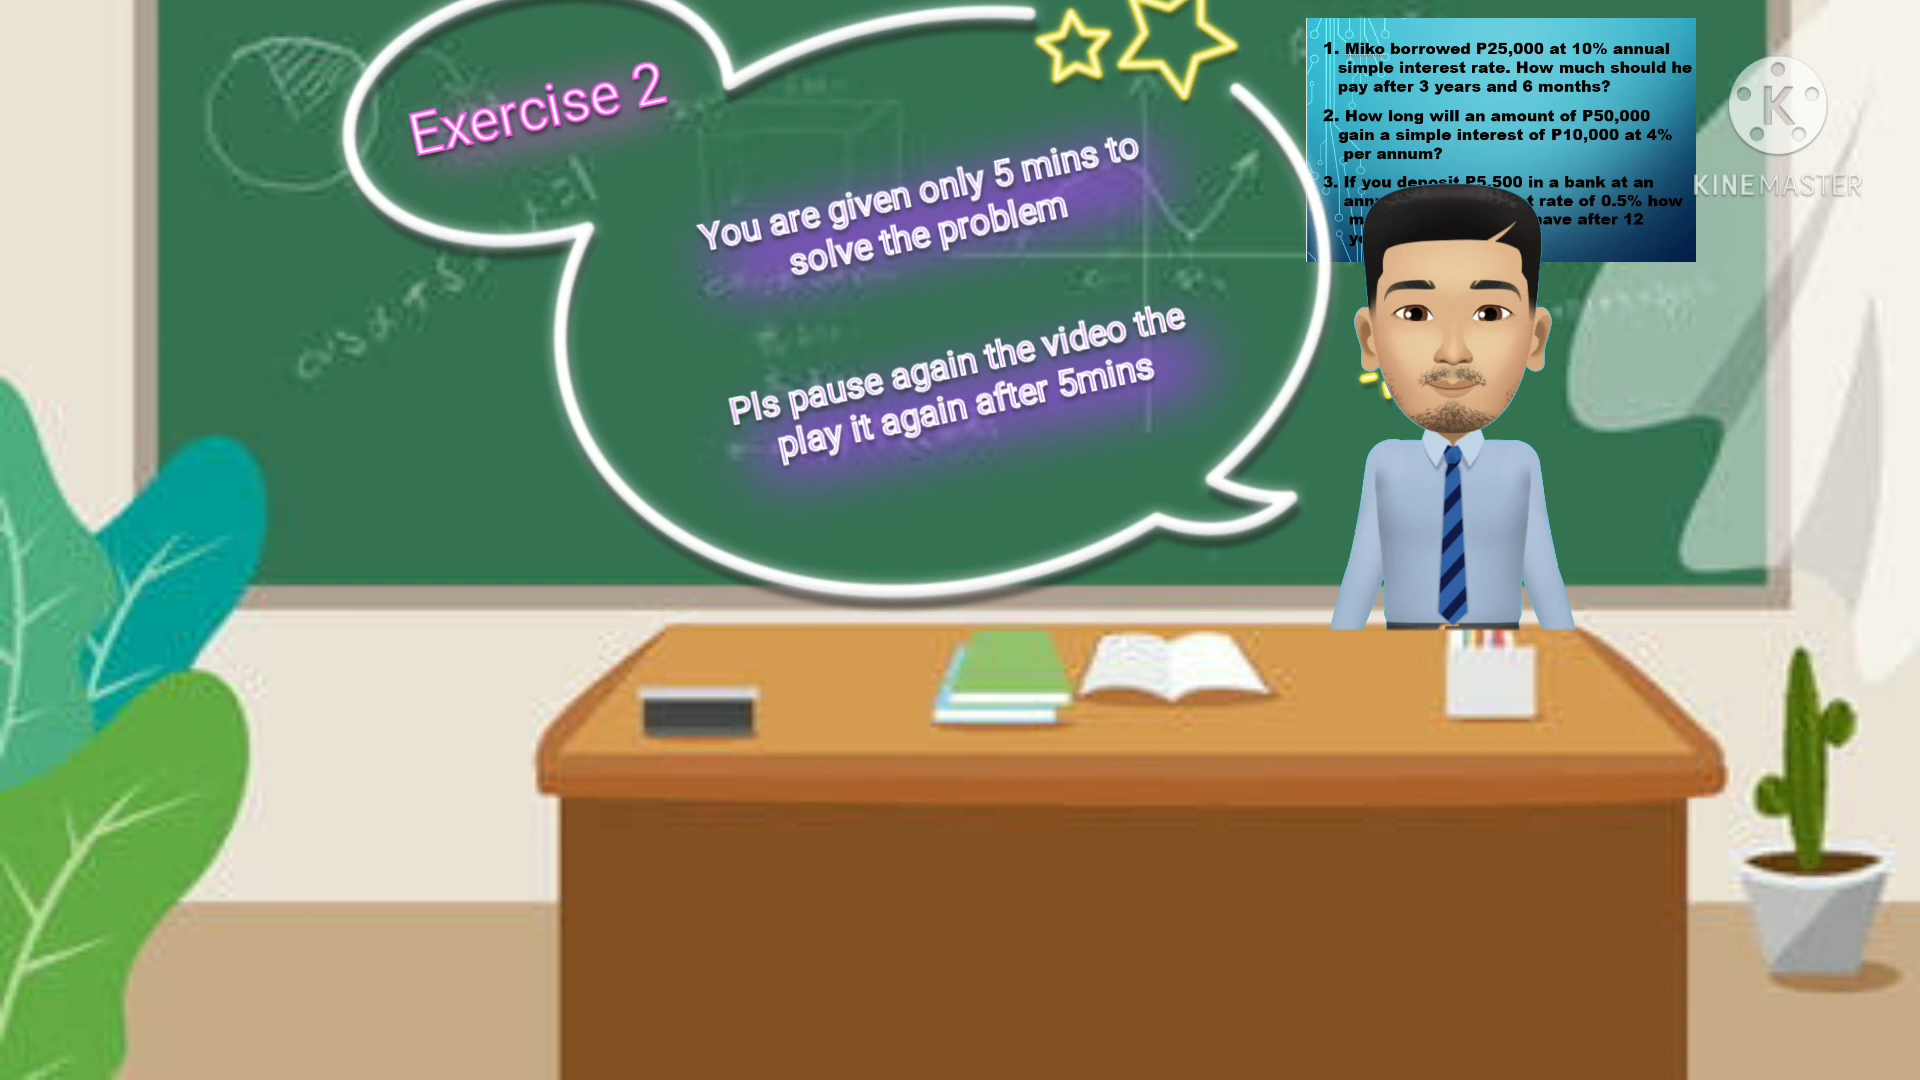 Exercise 2
You are given only 5 mins to
solve the problem
Pls pause again the video the
play it again after 5mins
1. Miko borrowed P25,000 at 10% annual
simple interest rate. How much should he
pay after 3 years and 6 months?
2. How long will an amount of P50,000
gain a simple interest of P10,000 at 4%
per annum?
3. If you deposit P5,500 in a bank at an
rate of 0.5% how
have after 12
K
KINEMASTER